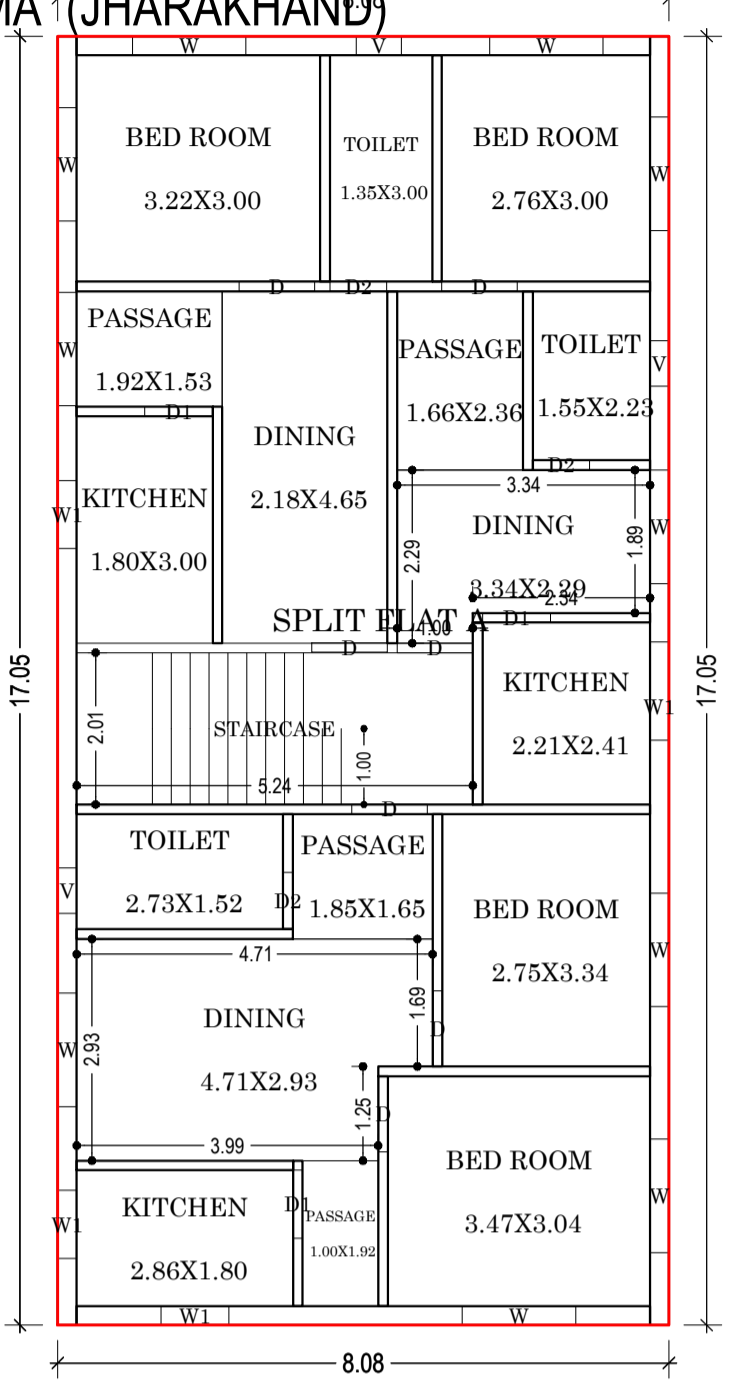 MA (JHARAKHAND)
W
V
W
BED ROOM
3.22X3.00
TOILET
1.35X3.00
BED ROOM
2.76X3.00
W
W
D
D2
D
PASSAGE
1.92X1.53
W
D1
DINING
2.18X4.65
PASSAGE
1.66X2.36
TOILET
1.55X2.23
V
D2
3.34
KITCHEN
1.80X3.00
W1
DINING
3.34X2.29
2.29
1.89
W
2.34
D1
SPLIT FLAT A
1.00
D
D
KITCHEN
2.21X2.41
W1
17.05
17.05
2.01
STAIRCASE
1.00
5.24
D
TOILET
2.73X1.52
V
D2
PASSAGE
1.85X1.65
BED ROOM
2.75X3.34
W
4.71
1.69
D
DINING
4.71X2.93
2.93
W
1.25
D
3.99
BED ROOM
3.47X3.04
W
KITCHEN
2.86X1.80
W1
D1
PASSAGE
1.00X1.92
W1
W
8.08